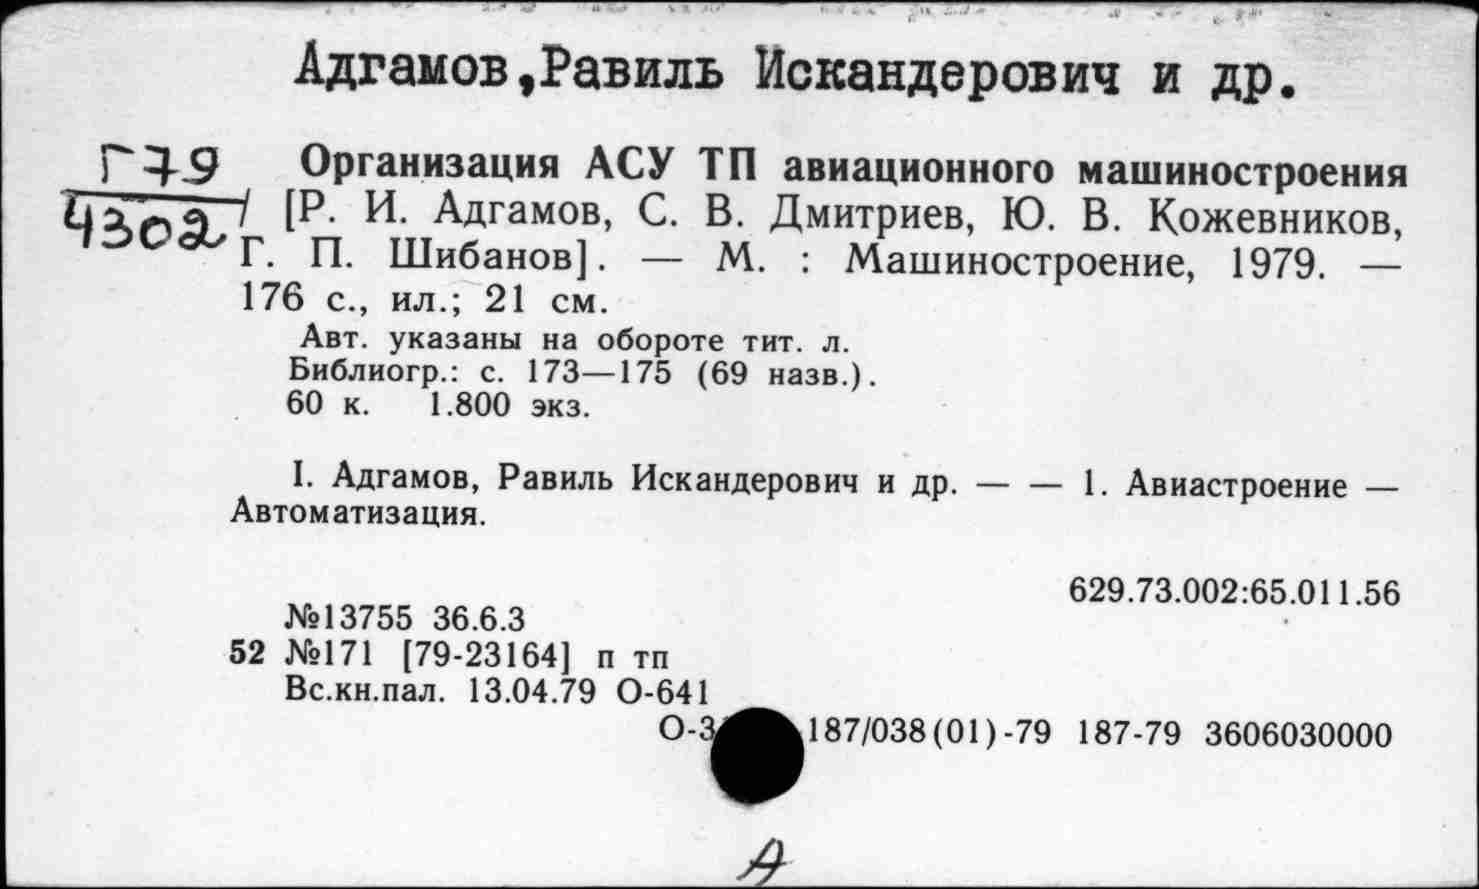 Адгамов,Равиль Искандерович и др.
Г79
4302
Организация АСУ ТП авиационного машиностроения
/ [Р. И. Адгамов, С. В. Дмитриев, Ю. В. Кожевников,
Г. П. Шибанов]. — М. : Машиностроение, 1979. —
176 с., ил.; 21 см.
Авт. указаны на обороте тит. л.
Библиогр.: с. 173—175 (69 назв.).
60 к. 1.800 экз.
I. Адгамов, Равиль Искандерович и др. — — 1. Авиастроение —
Автоматизация.
629.73.002:65.011.56
№13755 36.6.3
52 №171 [79-23164] п тп
Вс.кн.пал. 13.04.79 О-641
О-3 187/038(01)-79 187-79 3606030000
А